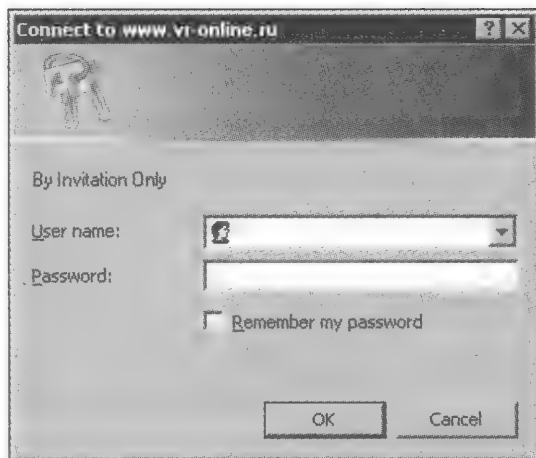 Connect to www.vr-online.ru
By Invitation Only
User name:
Password:
Remember my password
OK
Cancel